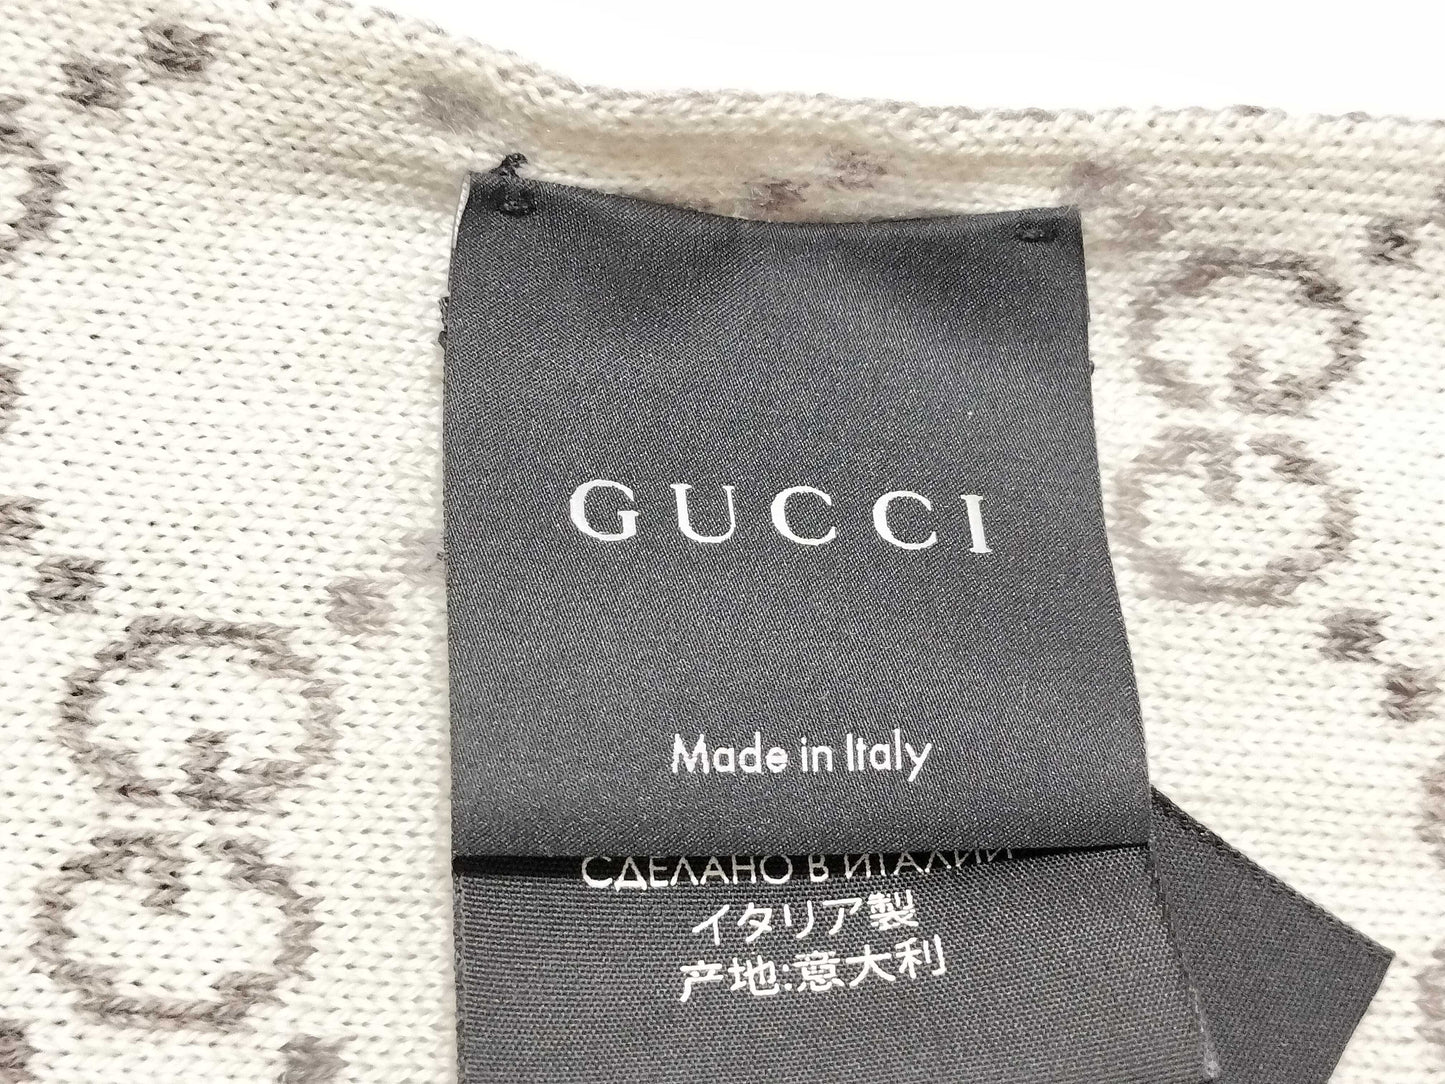 GUCCI
Made in Italy
СДЕЛАНО В ИТАЛИИ
イタリア製
产地:意大利